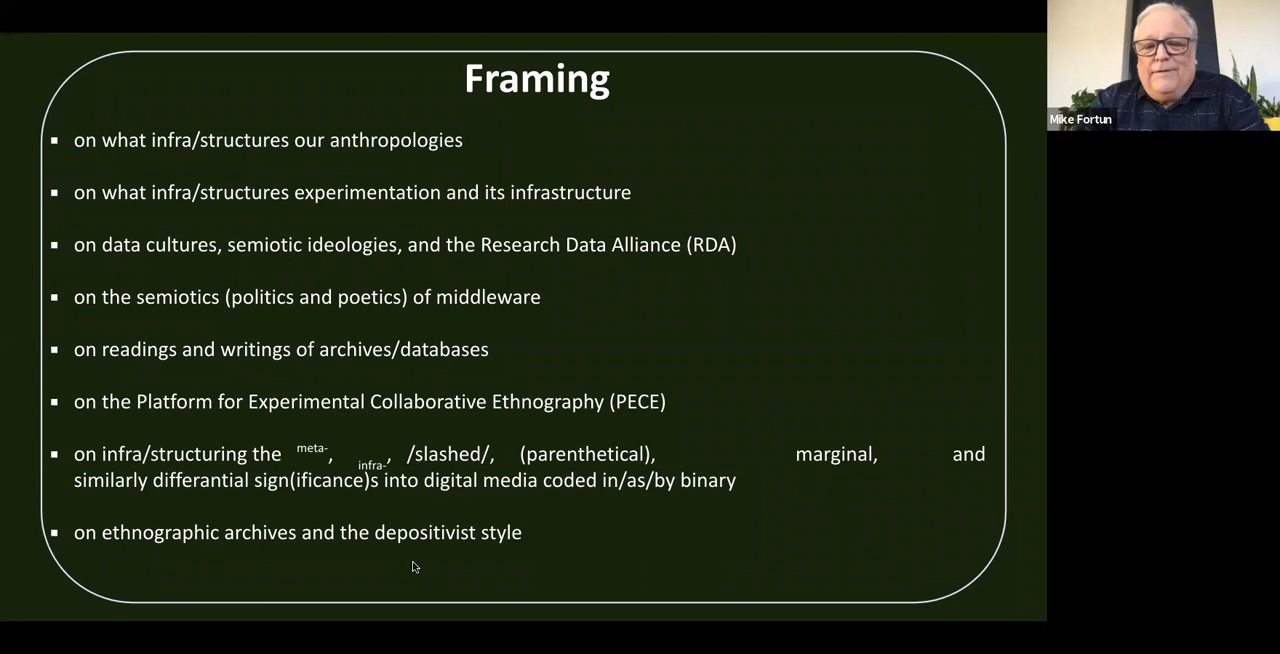 Framing
▪ on what infra/structures our anthropologies
▪ on what infra/structures experimentation and its infrastructure
▪ on data cultures, semiotic ideologies, and the Research Data Alliance (RDA)
▪ on the semiotics (politics and poetics) of middleware
▪ on readings and writings of archives/databases
▪ on the Platform for Experimental Collaborative Ethnography (PECE)
▪ on infra/structuring the meta-, infra-, /slashed/, (parenthetical), marginal, and
similarly differantial sign(ificance)s into digital media coded in/as/by binary
▪ on ethnographic archives and the depositivist style
Mike Fortun